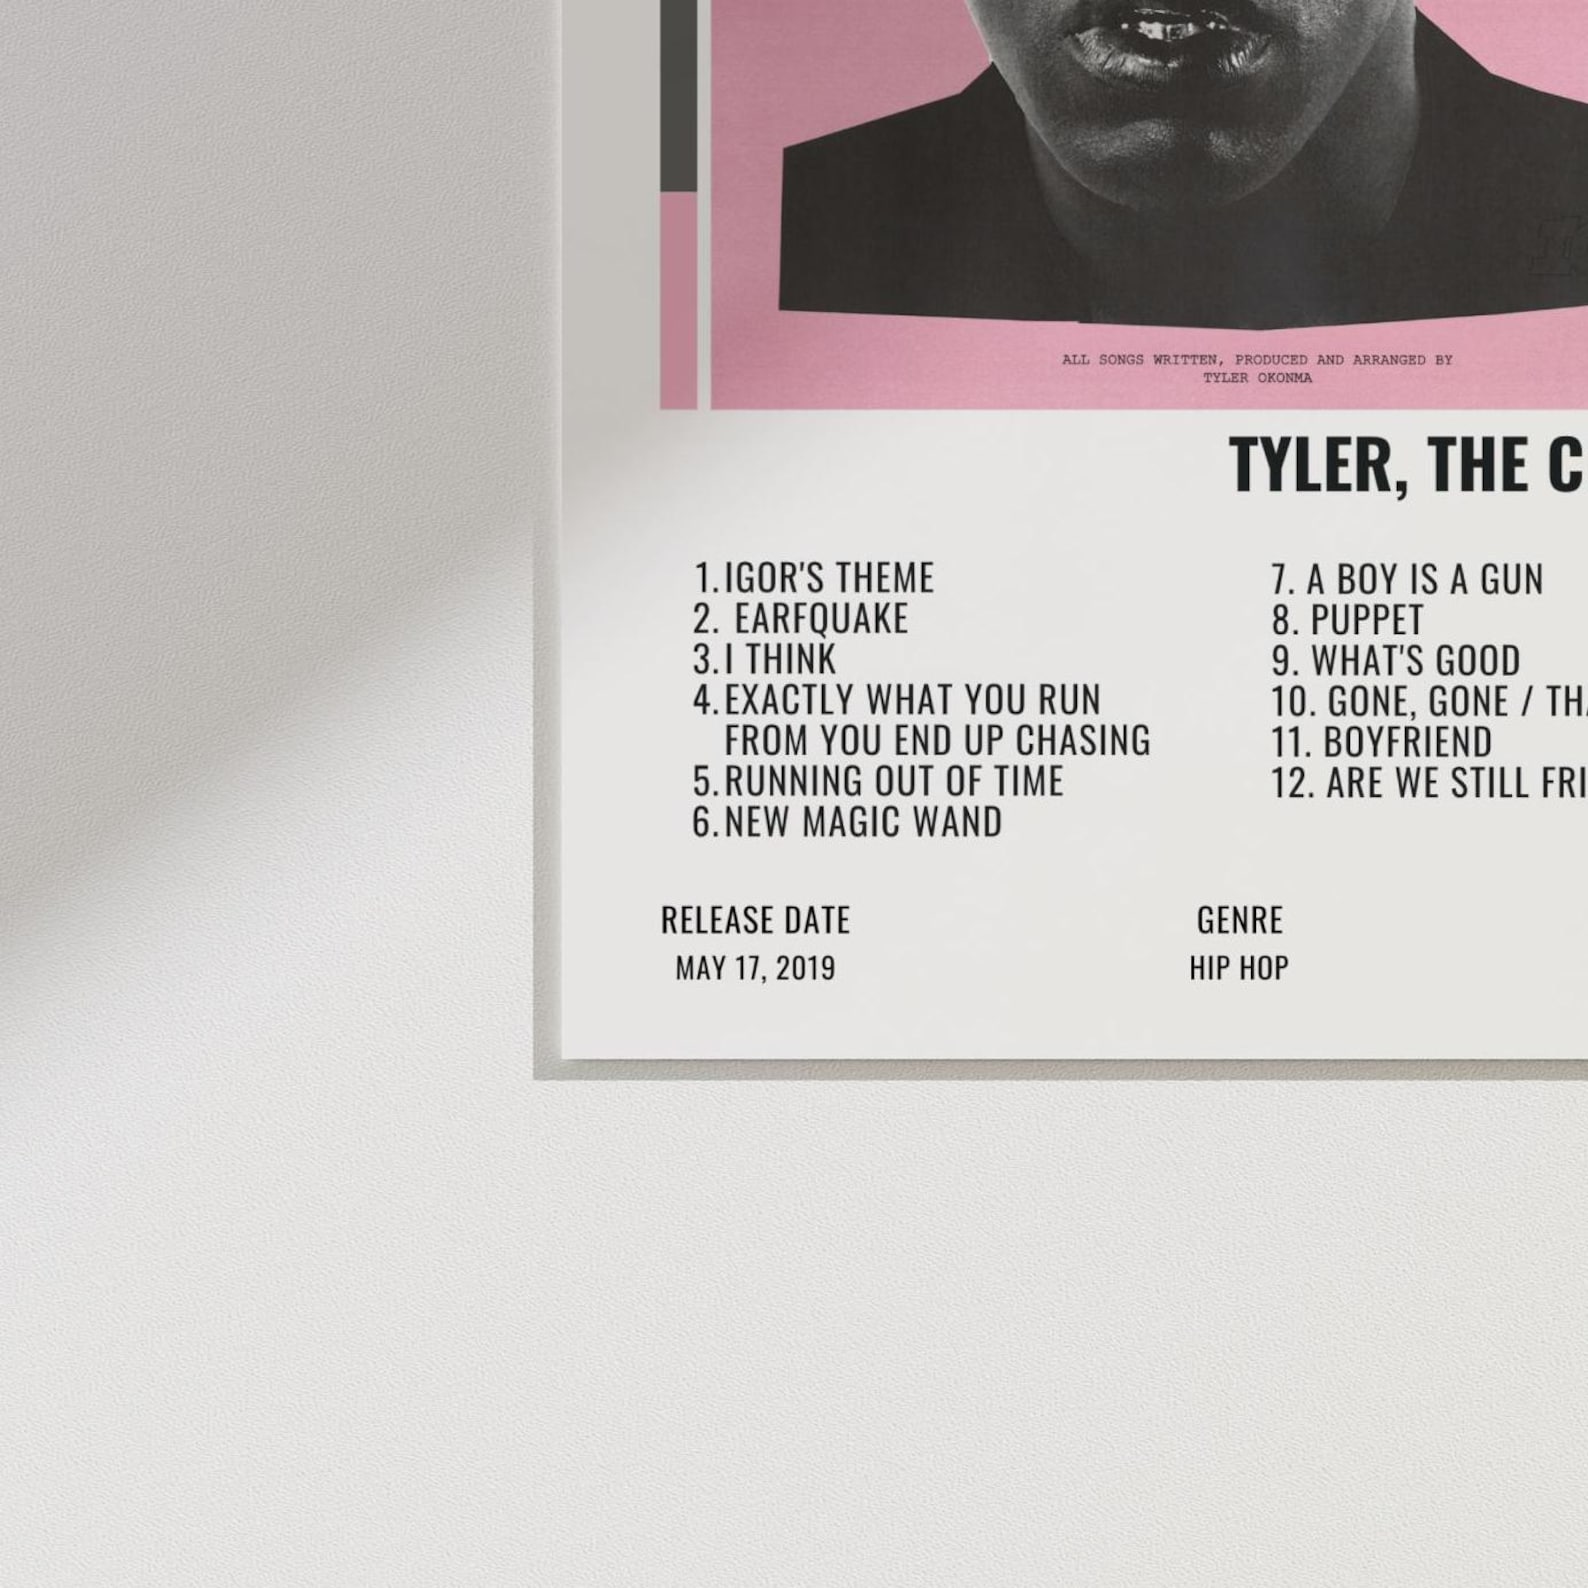 ALL SONGS WRITTEN, PRODUCED AND ARRANGED BY
TYLER OKONMA
TYLER, THE C
1. IGOR'S THEME
2. EARFQUAKE
3. I THINK
4. EXACTLY WHAT YOU RUN
FROM YOU END UP CHASING
5. RUNNING OUT OF TIME
6. NEW MAGIC WAND
7. A BOY IS A GUN
8. PUPPET
9. WHAT'S GOOD
10. GONE, GONE / TH
11. BOYFRIEND
12. ARE WE STILL FRI
RELEASE DATE
MAY 17, 2019
GENRE
HIP HOP